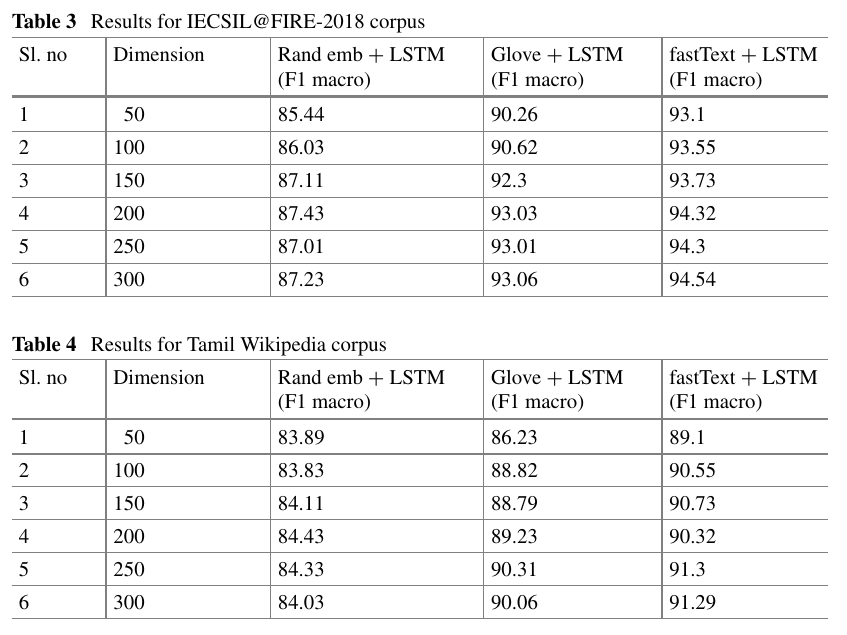 Table 3 Results for IECSIL@FIRE-2018 corpus
Sl. no Dimension Rand emb + LSTM Glove + LSTM fastText + LSTM
(F1 macro) (F1 macro) (F1 macro)
1 50 85.44 90.26 93.1
2 100 86.03 90.62 93.55
3 150 87.11 92.3 93.73
4 200 87.43 93.03 94.32
5 250 87.01 93.01 94.3
6 300 87.23 93.06 94.54
Table 4 Results for Tamil Wikipedia corpus
Sl. no Dimension Rand emb + LSTM Glove + LSTM fastText + LSTM
(F1 macro) (F1 macro) (F1 macro)
1 50 83.89 86.23 89.1
2 100 83.83 88.82 90.55
3 150 84.11 88.79 90.73
4 200 84.43 89.23 90.32
5 250 84.33 90.31 91.3
6 300 84.03 90.06 91.29